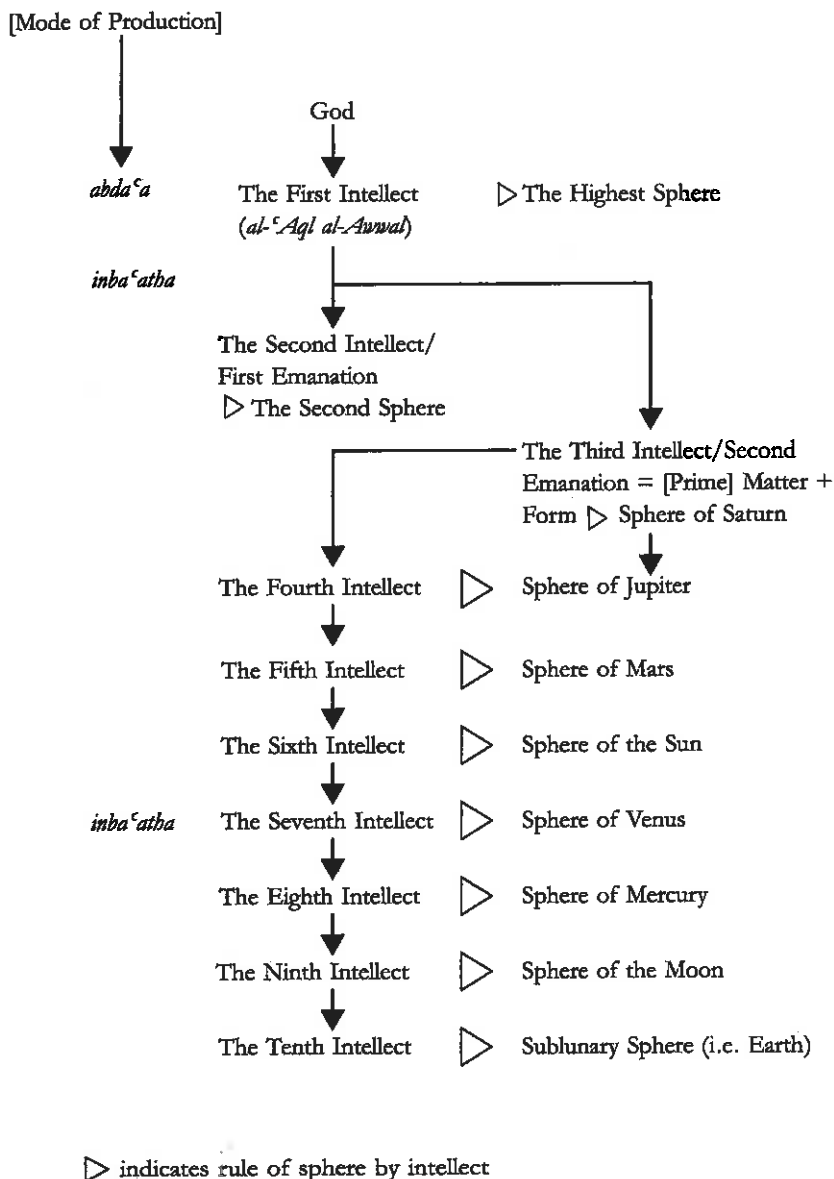 [Mode of Production]
God
abdaʿa The First Intellect ▷ The Highest Sphere
(al-ʿAql al-Awwal)
inbaʿatha
The Second Intellect/
First Emanation
▷ The Second Sphere
The Third Intellect/Second
Emanation = [Prime] Matter +
Form ▷ Sphere of Saturn
The Fourth Intellect ▷ Sphere of Jupiter
The Fifth Intellect ▷ Sphere of Mars
The Sixth Intellect ▷ Sphere of the Sun
inbaʿatha The Seventh Intellect ▷ Sphere of Venus
The Eighth Intellect ▷ Sphere of Mercury
The Ninth Intellect ▷ Sphere of the Moon
The Tenth Intellect ▷ Sublunary Sphere (i.e. Earth)
▷ indicates rule of sphere by intellect